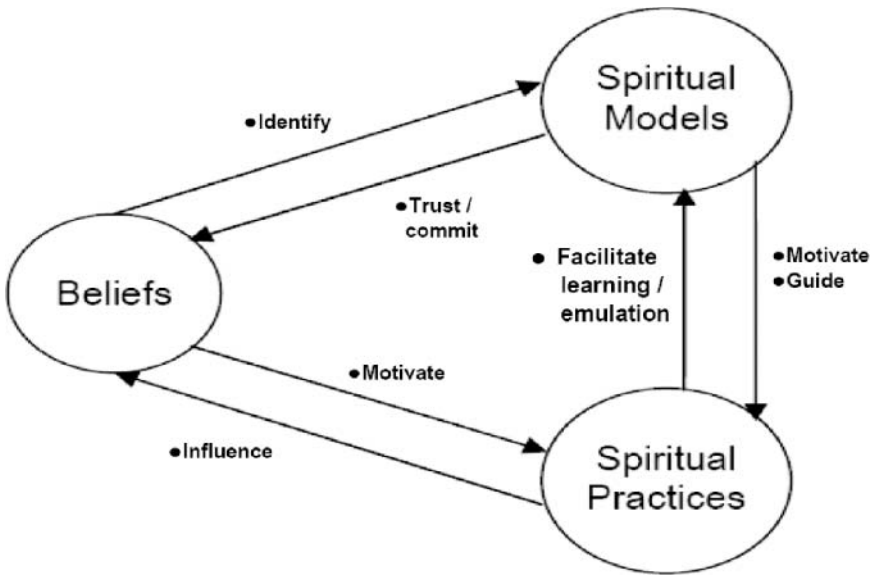 Spiritual
Models
●Identify
●Trust /
commit
● Facilitate
learning /
emulation
●Motivate
●Guide
Beliefs
●Motivate
●Influence
Spiritual
Practices